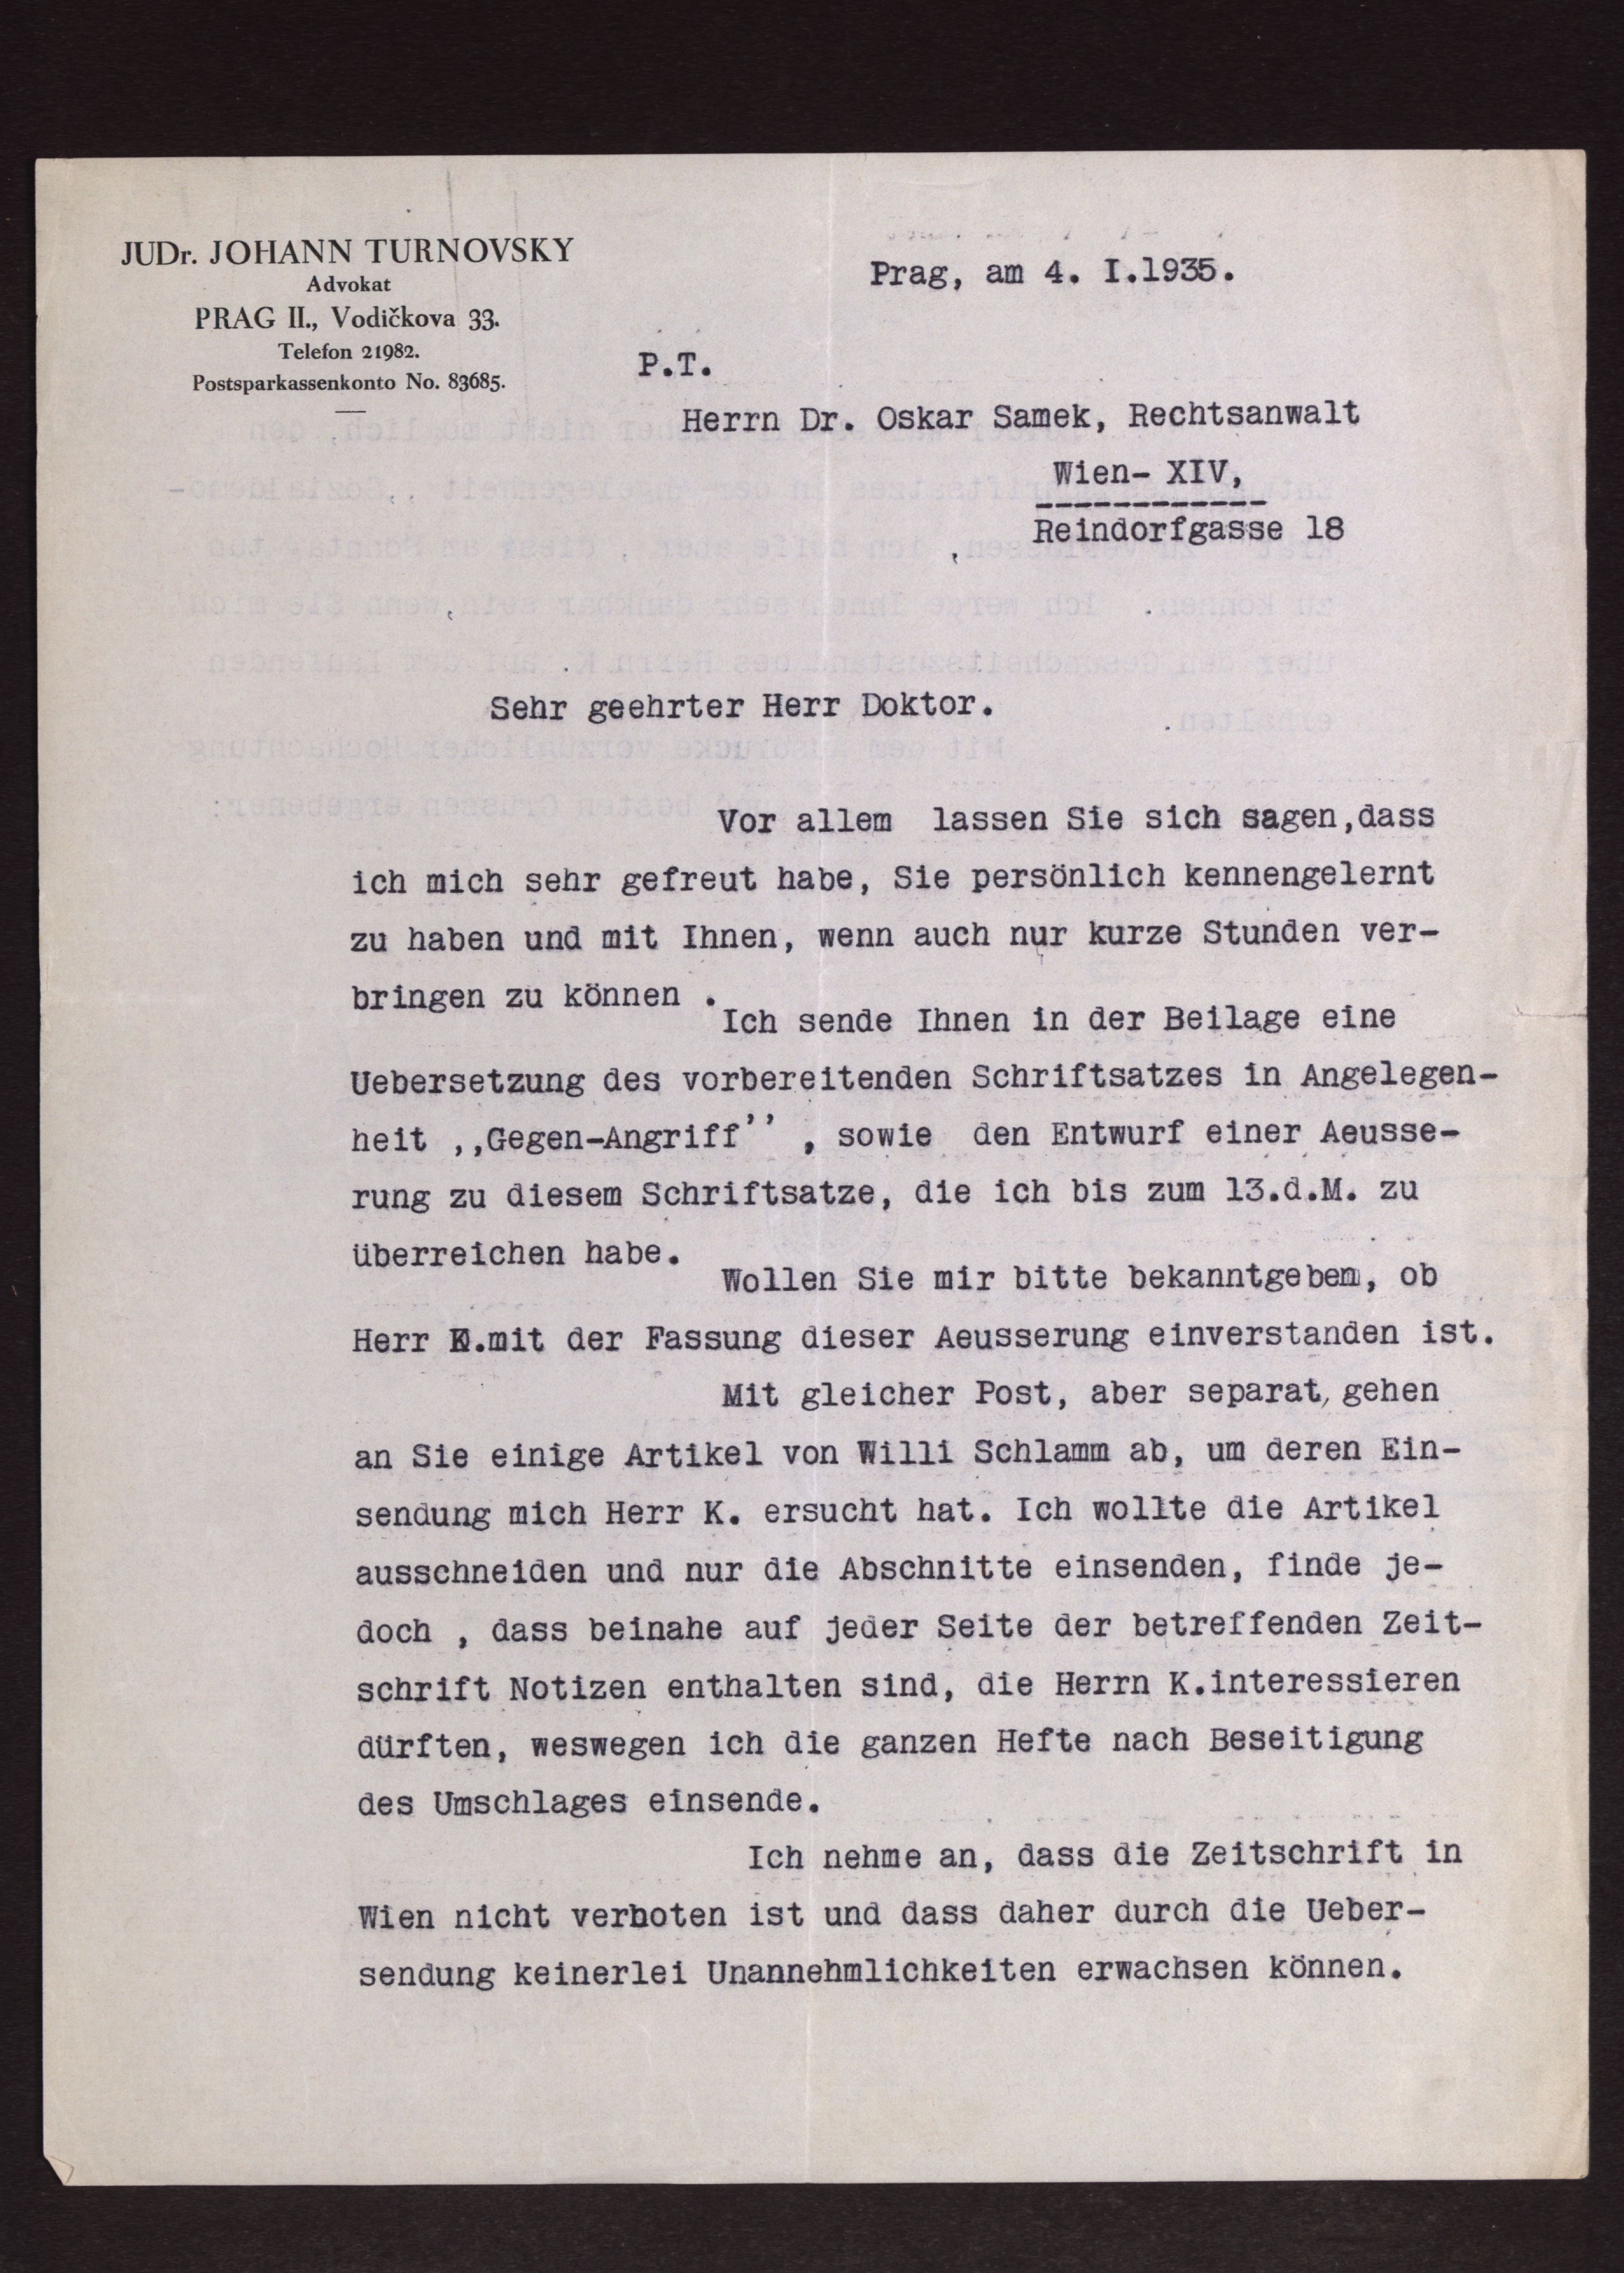 JUDr. JOHANN TURNOVSKY
Advokat
PRAG II., Vodičkova 33.
Telefon 21982.
Postsparkassenkonto No. 83685.
Prag, am 4. I.1935.
P.T.
Herrn Dr. Oskar Samek, Rechtsanwalt
Wien- XIV,
Reindorfgasse 18
Sehr geehrter Herr Doktor.
Vor allem lassen Sie sich sagen,dass
ich mich sehr gefreut habe, Sie persönlich kennengelernt
zu haben und mit Ihnen, wenn auch nur kurze Stunden ver-
bringen zu können .
Ich sende Ihnen in der Beilage eine
Uebersetzung des vorbereitenden Schriftsatzes in Angelegen-
heit ,,Gegen-Angriff’’ , sowie den Entwurf einer Aeusse-
rung zu diesem Schriftsatze, die ich bis zum 13.d.M. zu
überreichen habe.
Wollen Sie mir bitte bekanntgeben, ob
Herr K.mit der Fassung dieser Aeusserung einverstanden ist.
Mit gleicher Post, aber separat, gehen
an Sie einige Artikel von Willi Schlamm ab, um deren Ein-
sendung mich Herr K. ersucht hat. Ich wollte die Artikel
ausschneiden und nur die Abschnitte einsenden, finde je-
doch , dass beinahe auf jeder Seite der betreffenden Zeit-
schrift Notizen enthalten sind, die Herrn K.interessieren
dürften, weswegen ich die ganzen Hefte nach Beseitigung
des Umschlages einsende.
Ich nehme an, dass die Zeitschrift in
Wien nicht verboten ist und dass daher durch die Ueber-
sendung keinerlei Unannehmlichkeiten erwachsen können.